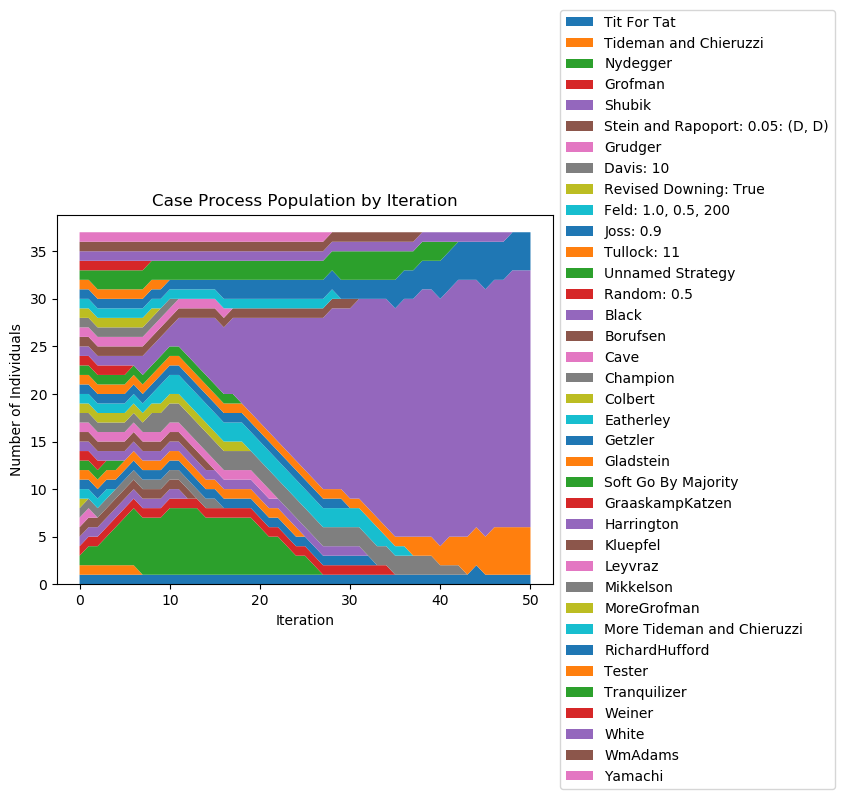 Case Process Population by Iteration
Number of Individuals
35
30
25
20
15
10
5
0
0 10 20 30 40 50
Iteration
Tit For Tat
Tideman and Chieruzzi
Nydegger
Grofman
Shubik
Stein and Rapoport: 0.05: (D, D)
Grudger
Davis: 10
Revised Downing: True
Feld: 1.0, 0.5, 200
Joss: 0.9
Tullock: 11
Unnamed Strategy
Random: 0.5
Black
Borufsen
Cave
Champion
Colbert
Eatherley
Getzler
Gladstein
Soft Go By Majority
GraaskampKatzen
Harrington
Kluepfel
Leyvraz
Mikkelson
MoreGrofman
More Tideman and Chieruzzi
RichardHufford
Tester
Tranquilizer
Weiner
White
WmAdams
Yamachi